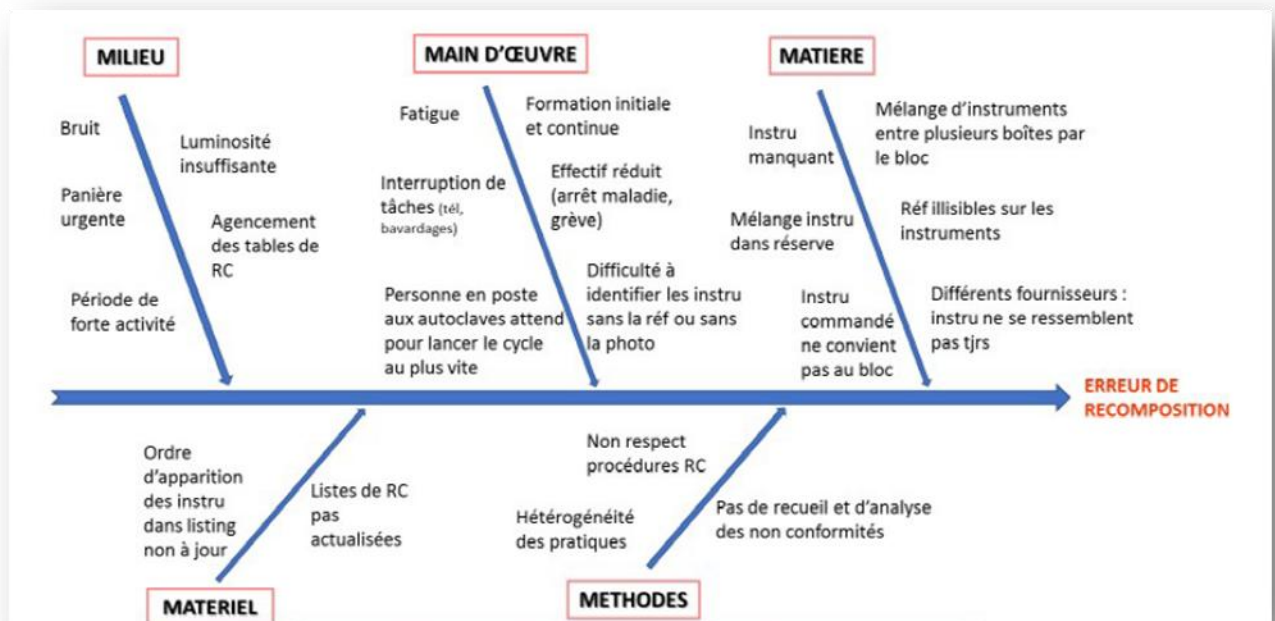 MILIEU
Bruit
Luminosité
insuffisante
Panière
urgente
Agencement
des tables de
RC
Période de
forte activité
MAIN D'ŒUVRE
Fatigue
Formation initiale
et continue
Interruption de
tâches (tél,
bavardages)
Effectif réduit
(arrêt maladie,
grève)
Personne en poste
aux autoclaves attend
pour lancer le cycle
au plus vite
Difficulté à
identifier les instru
sans la réf ou sans
la photo
MATIERE
Instru
manquant
Mélange d'instruments
entre plusieurs boîtes par
le bloc
Mélange instru
dans réserve
Réf illisibles sur les
instruments
Instru
commandé
ne convient
pas au bloc
Différents fournisseurs :
instru ne se ressemblent
pas tjrs
ERREUR DE
RECOMPOSITION
Ordre
d'apparition
des instru
dans listing
non à jour
Listes de RC
pas
actualisées
MATERIEL
Non respect
procédures RC
Hétérogénéité
des pratiques
Pas de recueil et d'analyse
des non conformités
METHODES